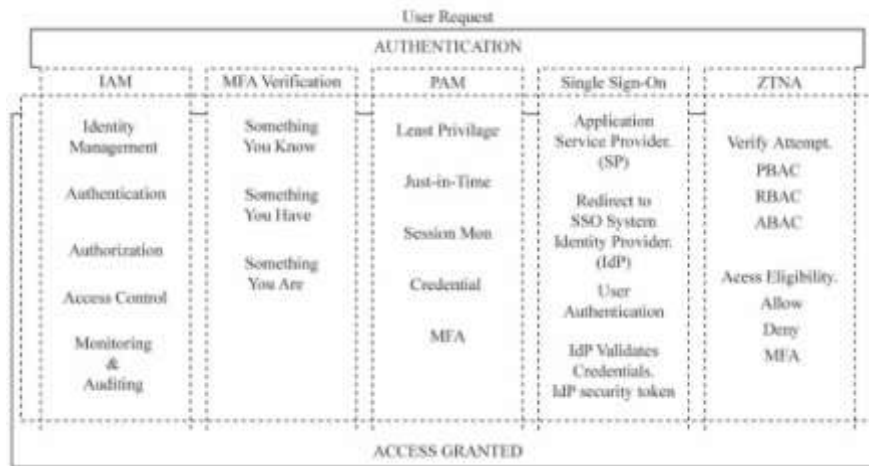 User Request
AUTHENTICATION
IAM
Identity
Management
Authentication
Authorization
Access Control
Monitoring
&
Auditing
MFA Verification
Something
You Know
Something
You Have
Something
You Are
PAM
Least Privilage
Just-in-Time
Session Mon
Credential
MFA
Single Sign-On
Application
Service Provider.
(SP)
Redirect to
SSO System
Identity Provider.
(IdP)
User
Authentication
IdP Validates
Credentials.
IdP security token
ZTNA
Verify Attempt.
PBAC
RBAC
ABAC
Acess Eligibility.
Allow
Deny
MFA
ACCESS GRANTED